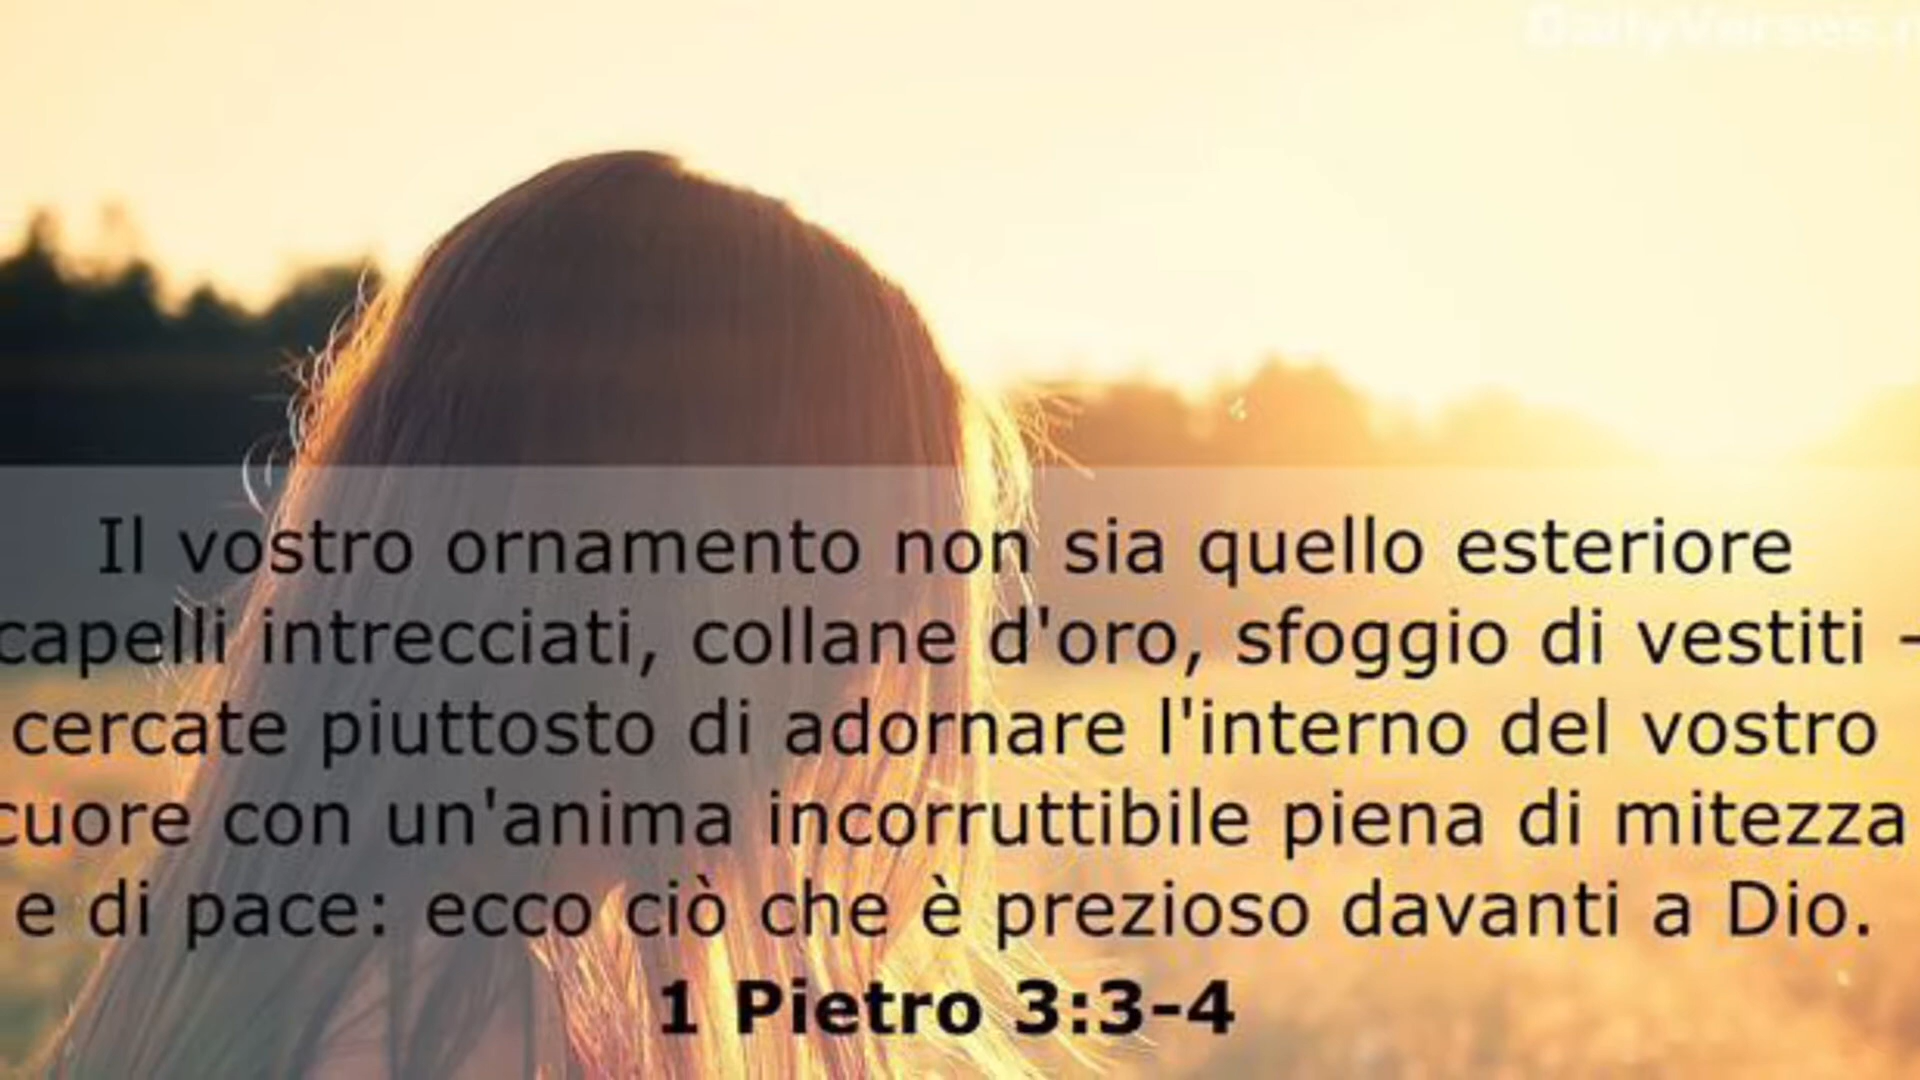 DailyVerses.n
Il vostro ornamento non sia quello esteriore
capelli intrecciati, collane d'oro, sfoggio di vestiti -
cercate piuttosto di adornare l'interno del vostro
cuore con un'anima incorruttibile piena di mitezza
e di pace: ecco ciò che è prezioso davanti a Dio.
1 Pietro 3:3-4